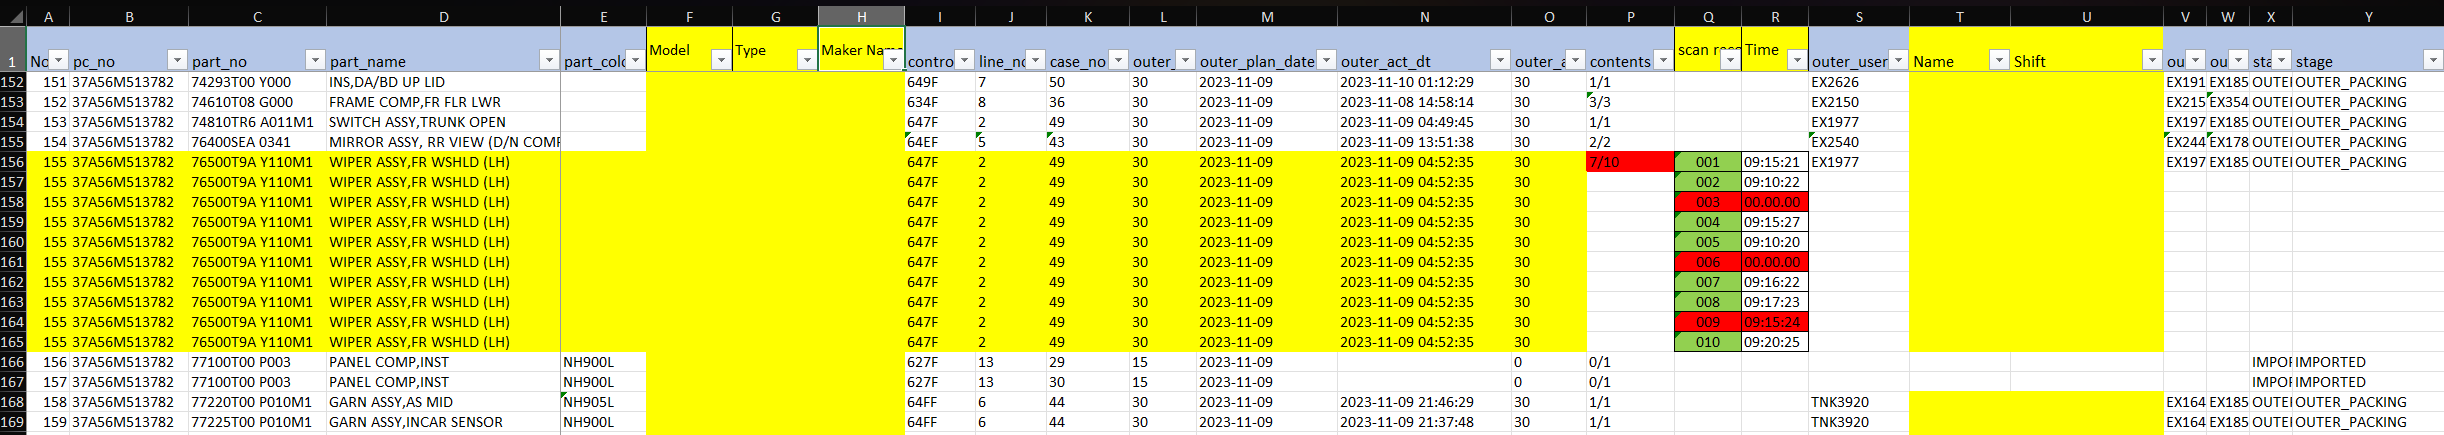 A B C D E F G H I J K L M N O P Q R S T U V W X Y
1 No pc_no part_no part_name part_colo Model Type Maker Name contro line_no case_no outer_ outer_plan_date outer_act_dt outer_a contents scan reco Time outer_user Name Shift ou ou sta stage
152 151 37A56M513782 74293T00 Y000 INS,DA/BD UP LID 649F 7 50 30 2023-11-09 2023-11-10 01:12:29 30 1/1 EX2626 EX191 EX185 OUTEI OUTER_PACKING
153 152 37A56M513782 74610T08 G000 FRAME COMP,FR FLR LWR 634F 8 36 30 2023-11-09 2023-11-08 14:58:14 30 3/3 EX2150 EX215 EX354 OUTEI OUTER_PACKING
154 153 37A56M513782 74810TR6 A011M1 SWITCH ASSY,TRUNK OPEN 647F 2 49 30 2023-11-09 2023-11-09 04:49:45 30 1/1 EX1977 EX197 EX185 OUTEI OUTER_PACKING
155 154 37A56M513782 76400SEA 0341 MIRROR ASSY, RR VIEW (D/N COMP 64EF 5 43 30 2023-11-09 2023-11-09 13:51:38 30 2/2 EX2540 EX244 EX178 OUTEI OUTER_PACKING
156 155 37A56M513782 76500T9A Y110M1 WIPER ASSY,FR WSHLD (LH) 647F 2 49 30 2023-11-09 2023-11-09 04:52:35 30 7/10 001 09:15:21 EX1977 EX197 EX185 OUTEI OUTER_PACKING
157 155 37A56M513782 76500T9A Y110M1 WIPER ASSY,FR WSHLD (LH) 647F 2 49 30 2023-11-09 2023-11-09 04:52:35 30 002 09:10:22
158 155 37A56M513782 76500T9A Y110M1 WIPER ASSY,FR WSHLD (LH) 647F 2 49 30 2023-11-09 2023-11-09 04:52:35 30 003 00.00.00
159 155 37A56M513782 76500T9A Y110M1 WIPER ASSY,FR WSHLD (LH) 647F 2 49 30 2023-11-09 2023-11-09 04:52:35 30 004 09:15:27
160 155 37A56M513782 76500T9A Y110M1 WIPER ASSY,FR WSHLD (LH) 647F 2 49 30 2023-11-09 2023-11-09 04:52:35 30 005 09:10:20
161 155 37A56M513782 76500T9A Y110M1 WIPER ASSY,FR WSHLD (LH) 647F 2 49 30 2023-11-09 2023-11-09 04:52:35 30 006 00.00.00
162 155 37A56M513782 76500T9A Y110M1 WIPER ASSY,FR WSHLD (LH) 647F 2 49 30 2023-11-09 2023-11-09 04:52:35 30 007 09:16:22
163 155 37A56M513782 76500T9A Y110M1 WIPER ASSY,FR WSHLD (LH) 647F 2 49 30 2023-11-09 2023-11-09 04:52:35 30 008 09:17:23
164 155 37A56M513782 76500T9A Y110M1 WIPER ASSY,FR WSHLD (LH) 647F 2 49 30 2023-11-09 2023-11-09 04:52:35 30 009 09:15:24
165 155 37A56M513782 76500T9A Y110M1 WIPER ASSY,FR WSHLD (LH) 647F 2 49 30 2023-11-09 2023-11-09 04:52:35 30 010 09:20:25
166 156 37A56M513782 77100T00 P003 PANEL COMP,INST NH900L 627F 13 29 15 2023-11-09 0 0/1 IMPOF IMPORTED
167 157 37A56M513782 77100T00 P003 PANEL COMP,INST NH900L 627F 13 30 15 2023-11-09 0 0/1 IMPOF IMPORTED
168 158 37A56M513782 77220T00 P010M1 GARN ASSY,AS MID NH905L 64FF 6 44 30 2023-11-09 2023-11-09 21:46:29 30 1/1 TNK3920 EX164 EX185 OUTEI OUTER_PACKING
169 159 37A56M513782 77225T00 P010M1 GARN ASSY,INCAR SENSOR NH900L 64FF 6 44 30 2023-11-09 2023-11-09 21:37:48 30 1/1 TNK3920 EX164 EX185 OUTEI OUTER_PACKING